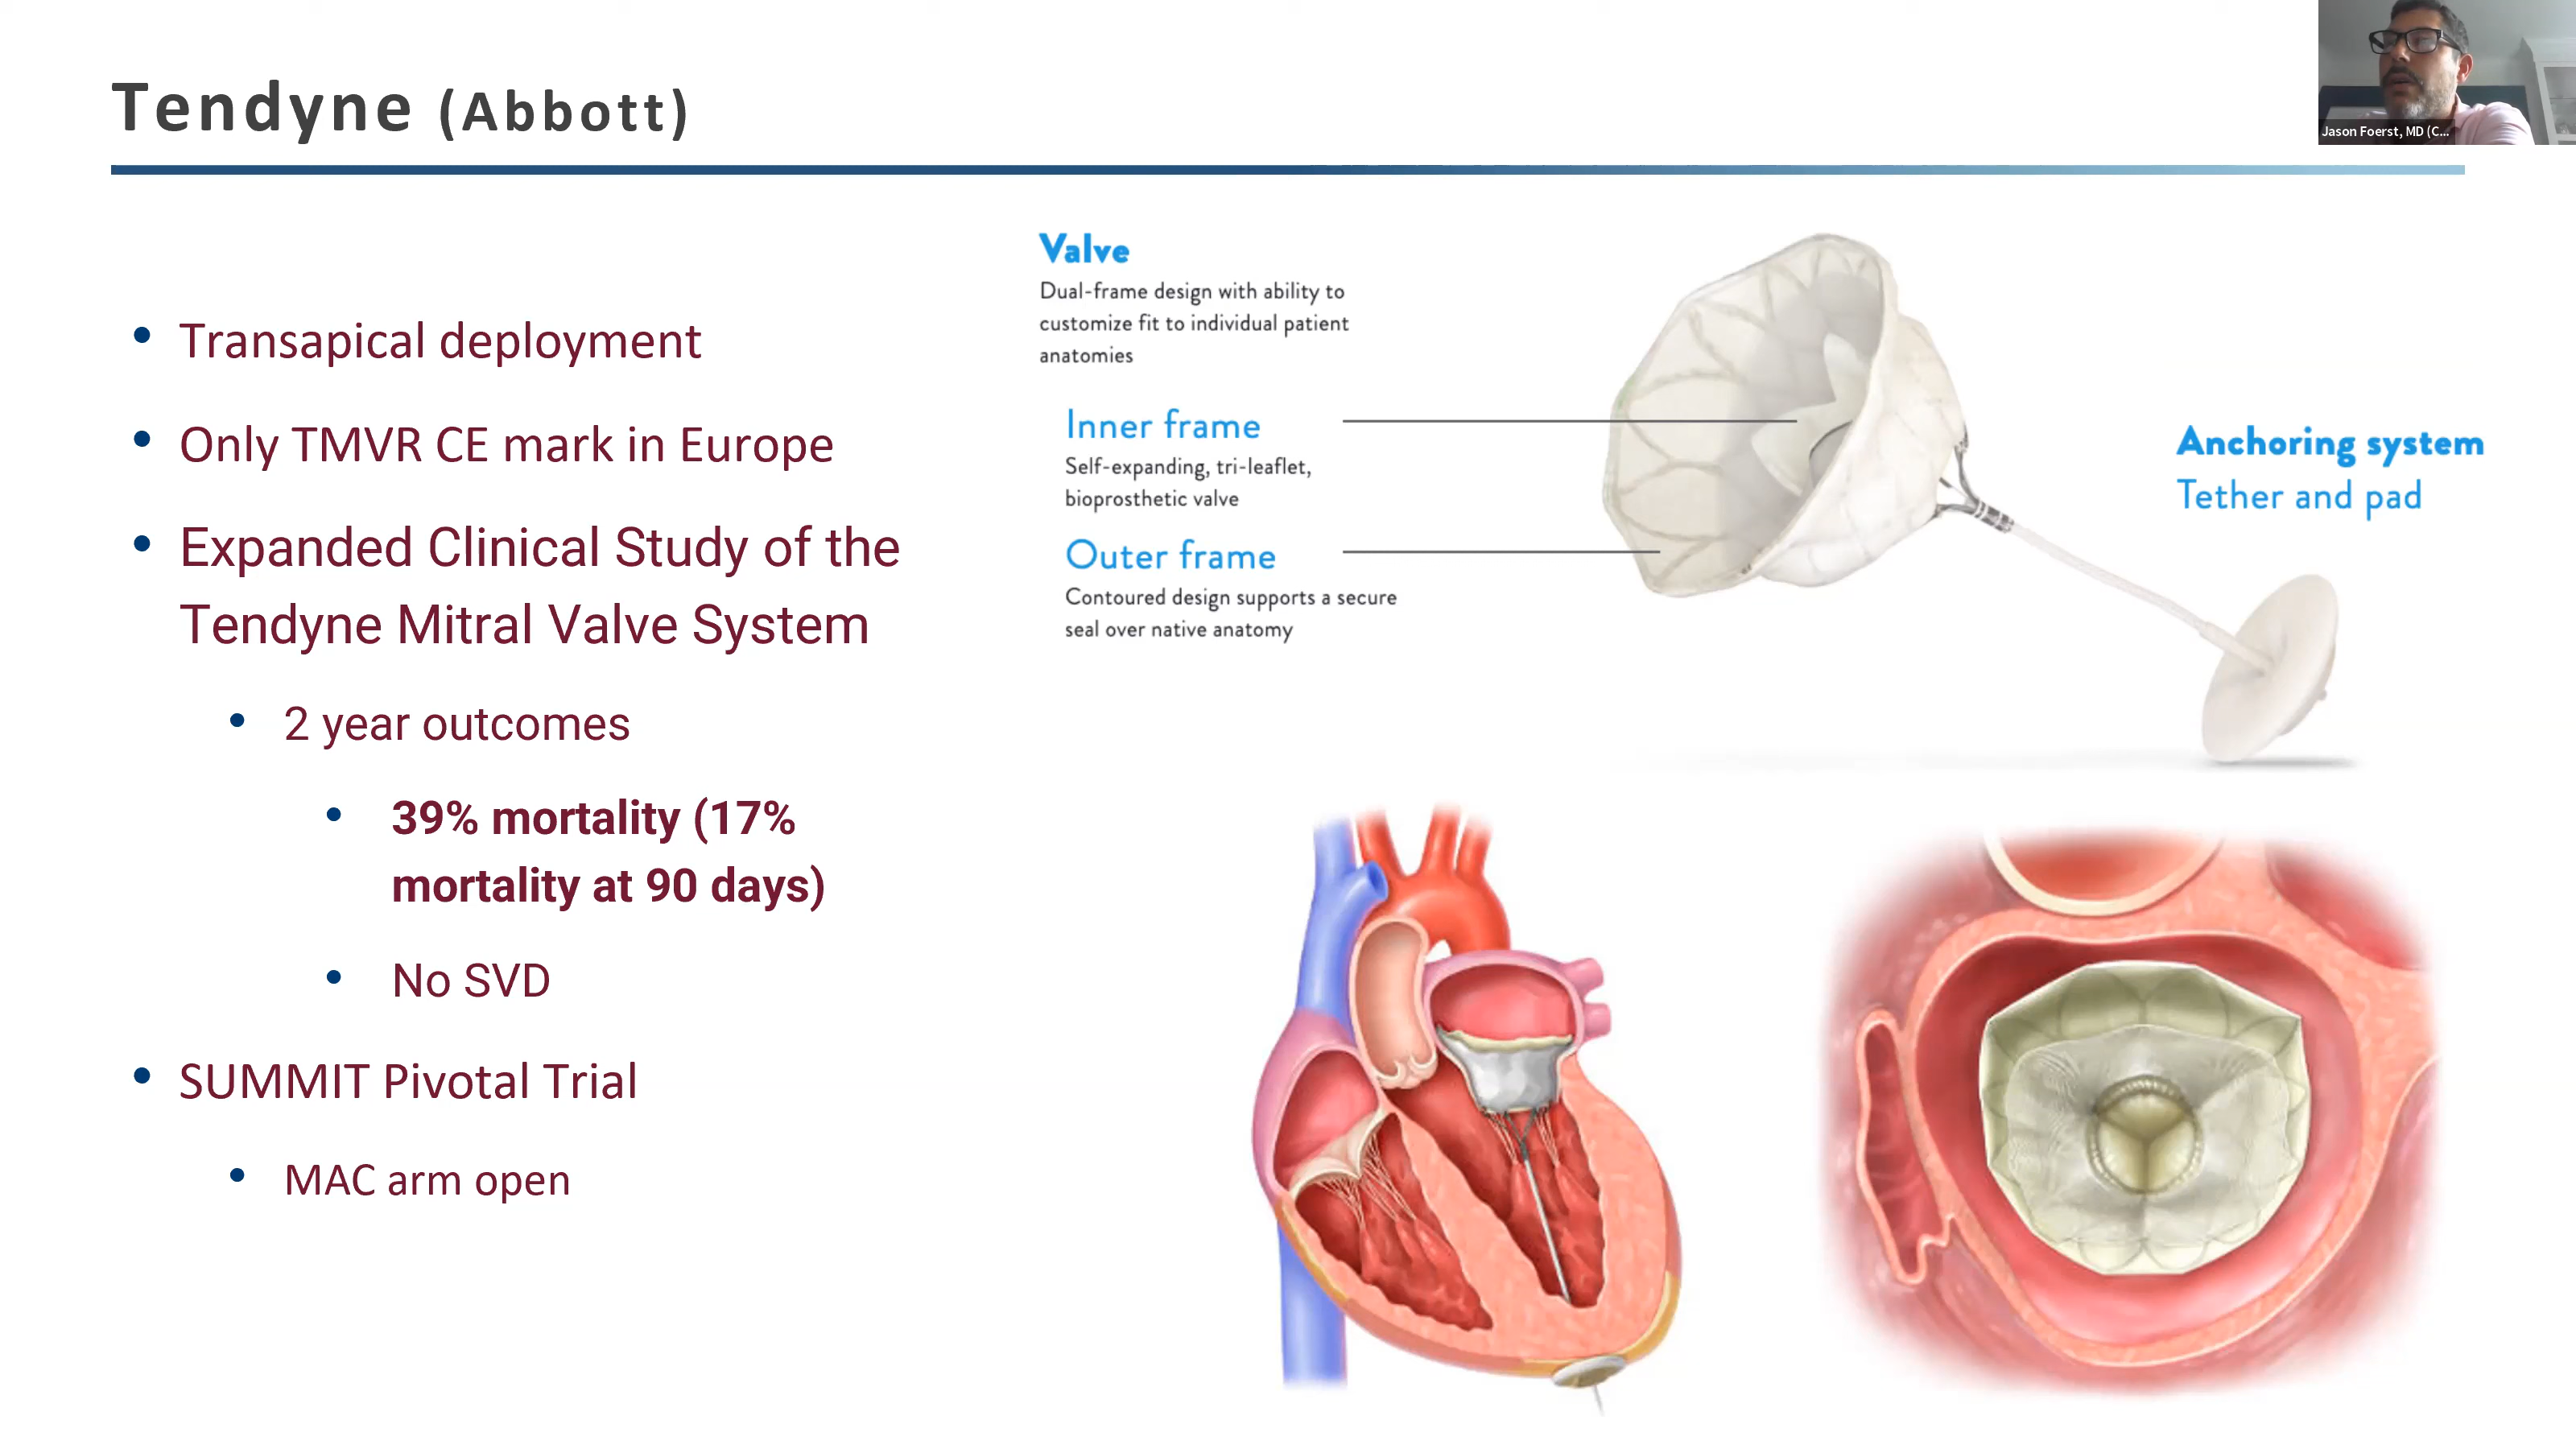 Tendyne (Abbott)
Jason Foerst, MD (C...
• Transapical deployment
• Only TMVR CE mark in Europe
• Expanded Clinical Study of the
Tendyne Mitral Valve System
• 2 year outcomes
• 39% mortality (17%
mortality at 90 days)
• No SVD
• SUMMIT Pivotal Trial
• MAC arm open
Valve
Dual-frame design with ability to
customize fit to individual patient
anatomies
Inner frame
Self-expanding, tri-leaflet,
bioprosthetic valve
Outer frame
Contoured design supports a secure
seal over native anatomy
Anchoring system
Tether and pad